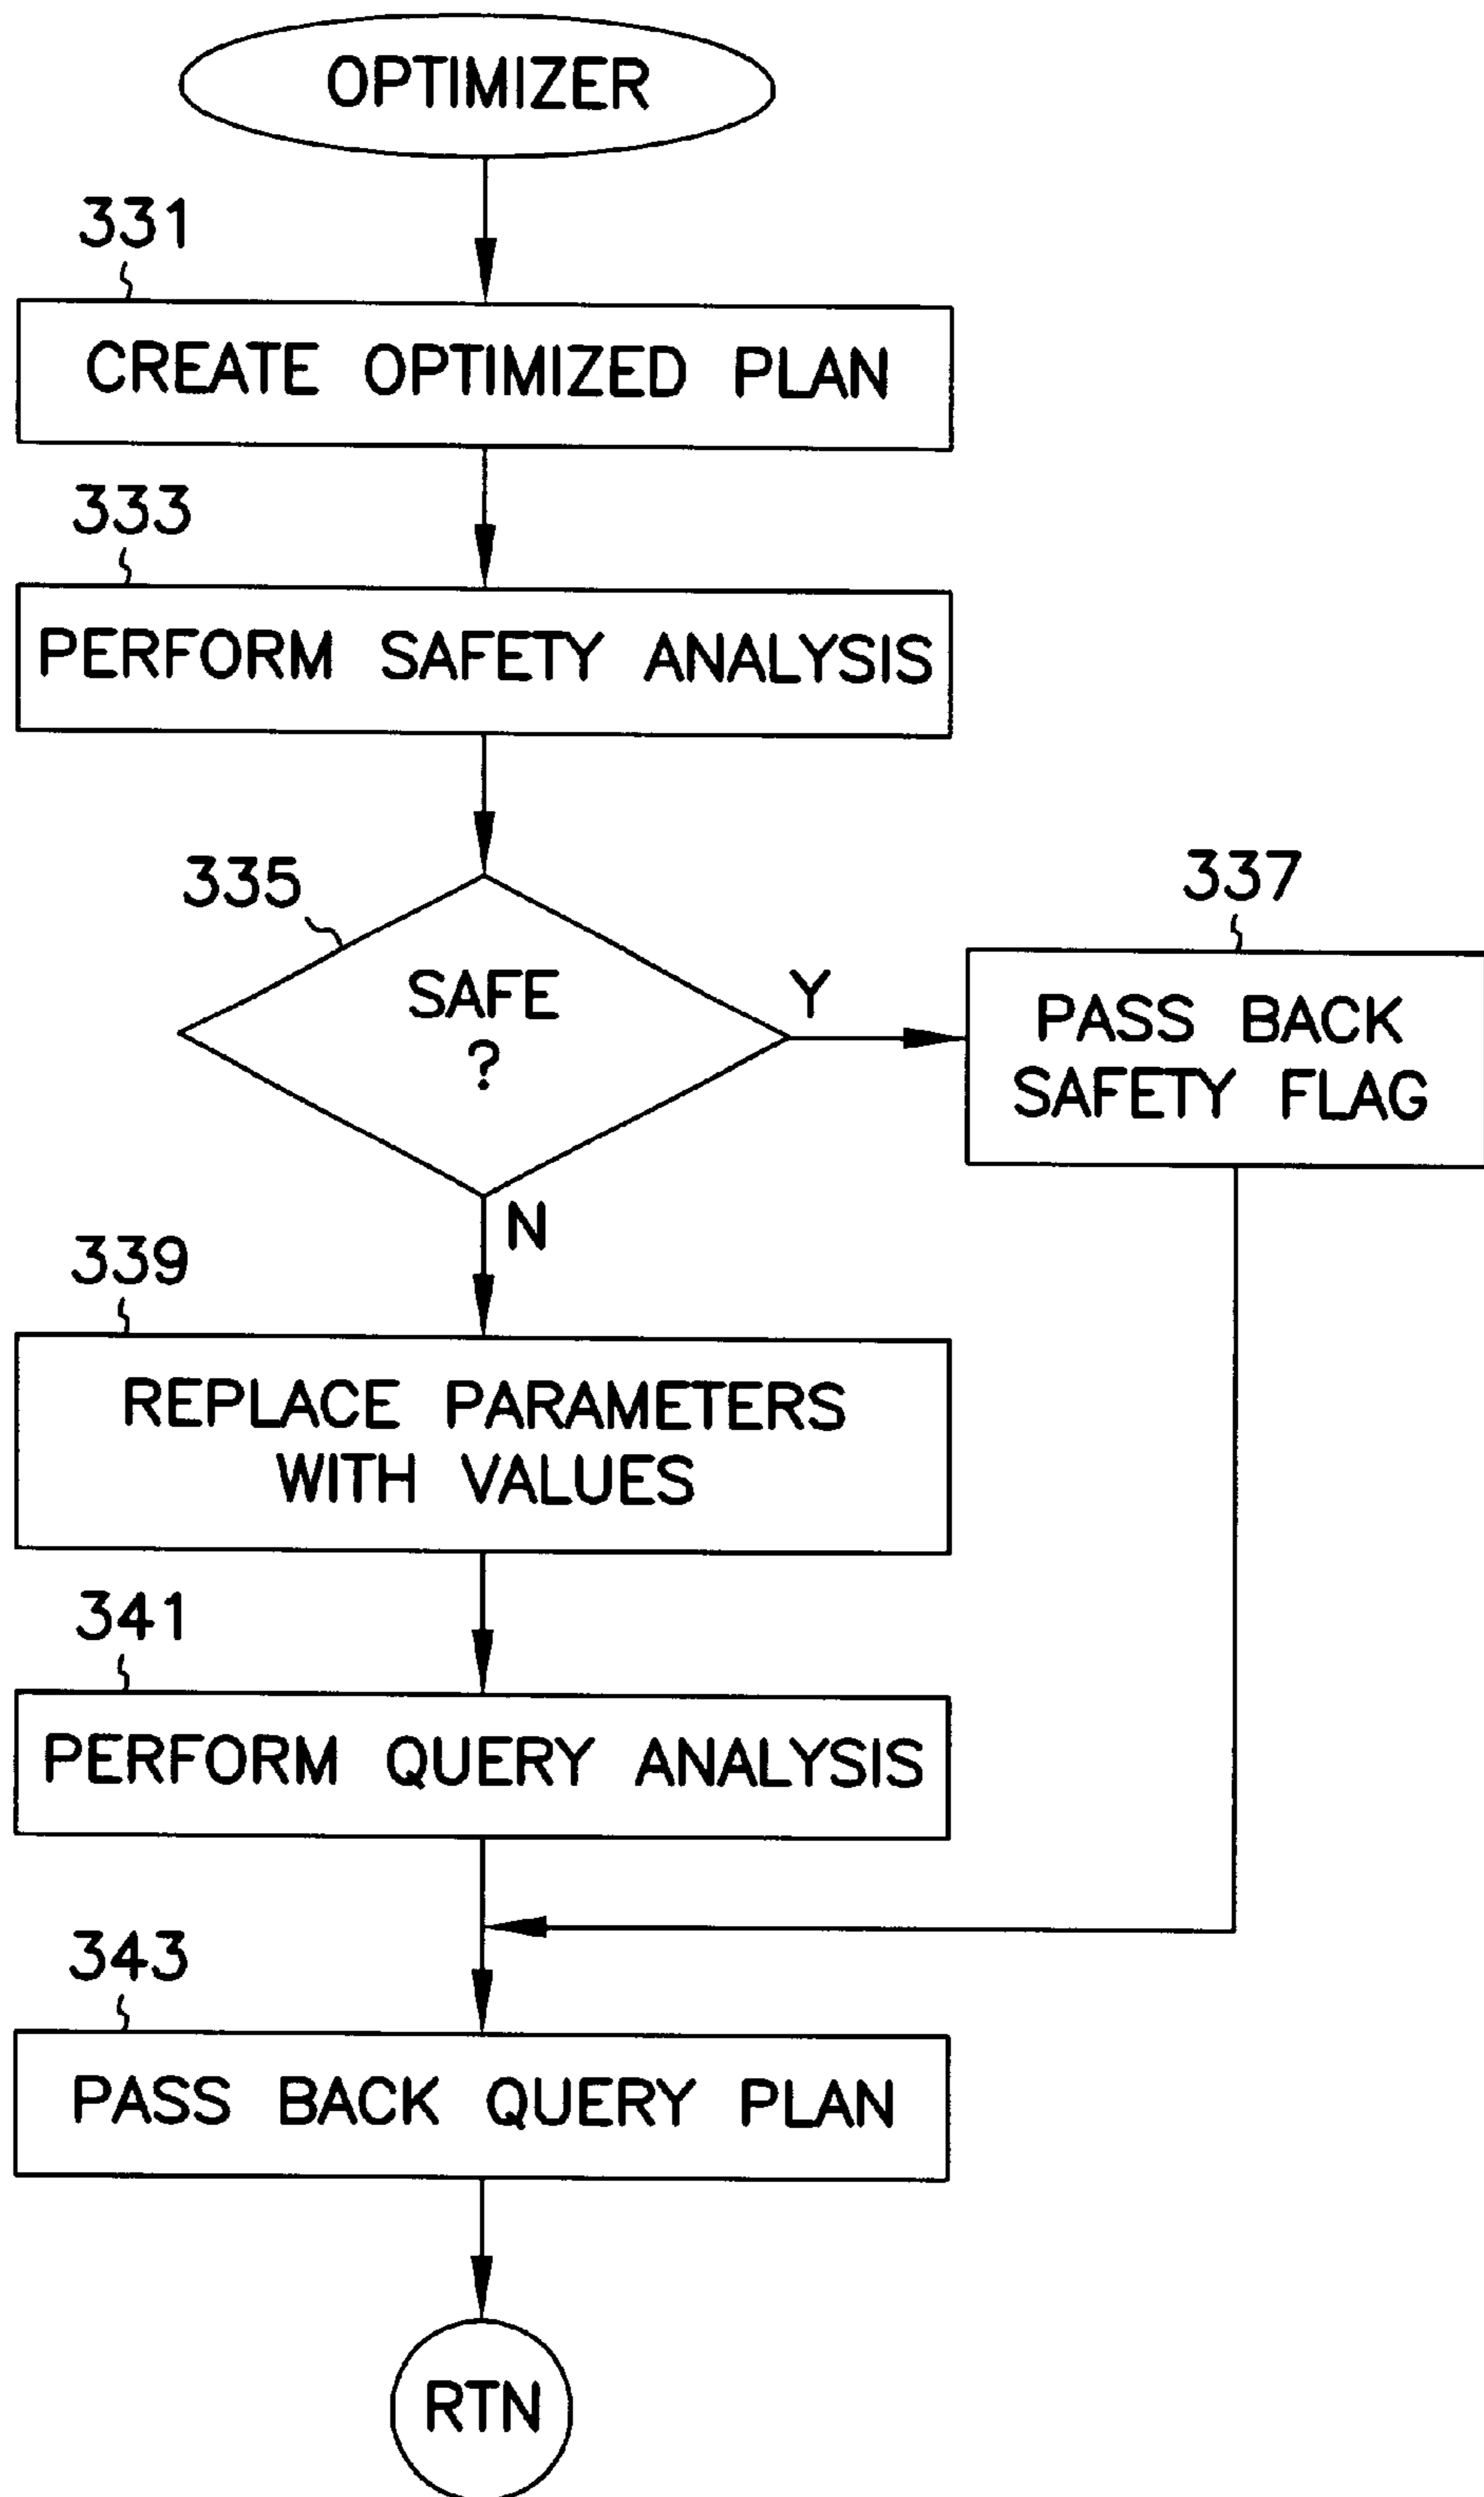 OPTIMIZER
331
CREATE OPTIMIZED PLAN
333
PERFORM SAFETY ANALYSIS
335
SAFE
?
Y
337
PASS BACK
SAFETY FLAG
N
339
REPLACE PARAMETERS
WITH VALUES
341
PERFORM QUERY ANALYSIS
343
PASS BACK QUERY PLAN
RTN